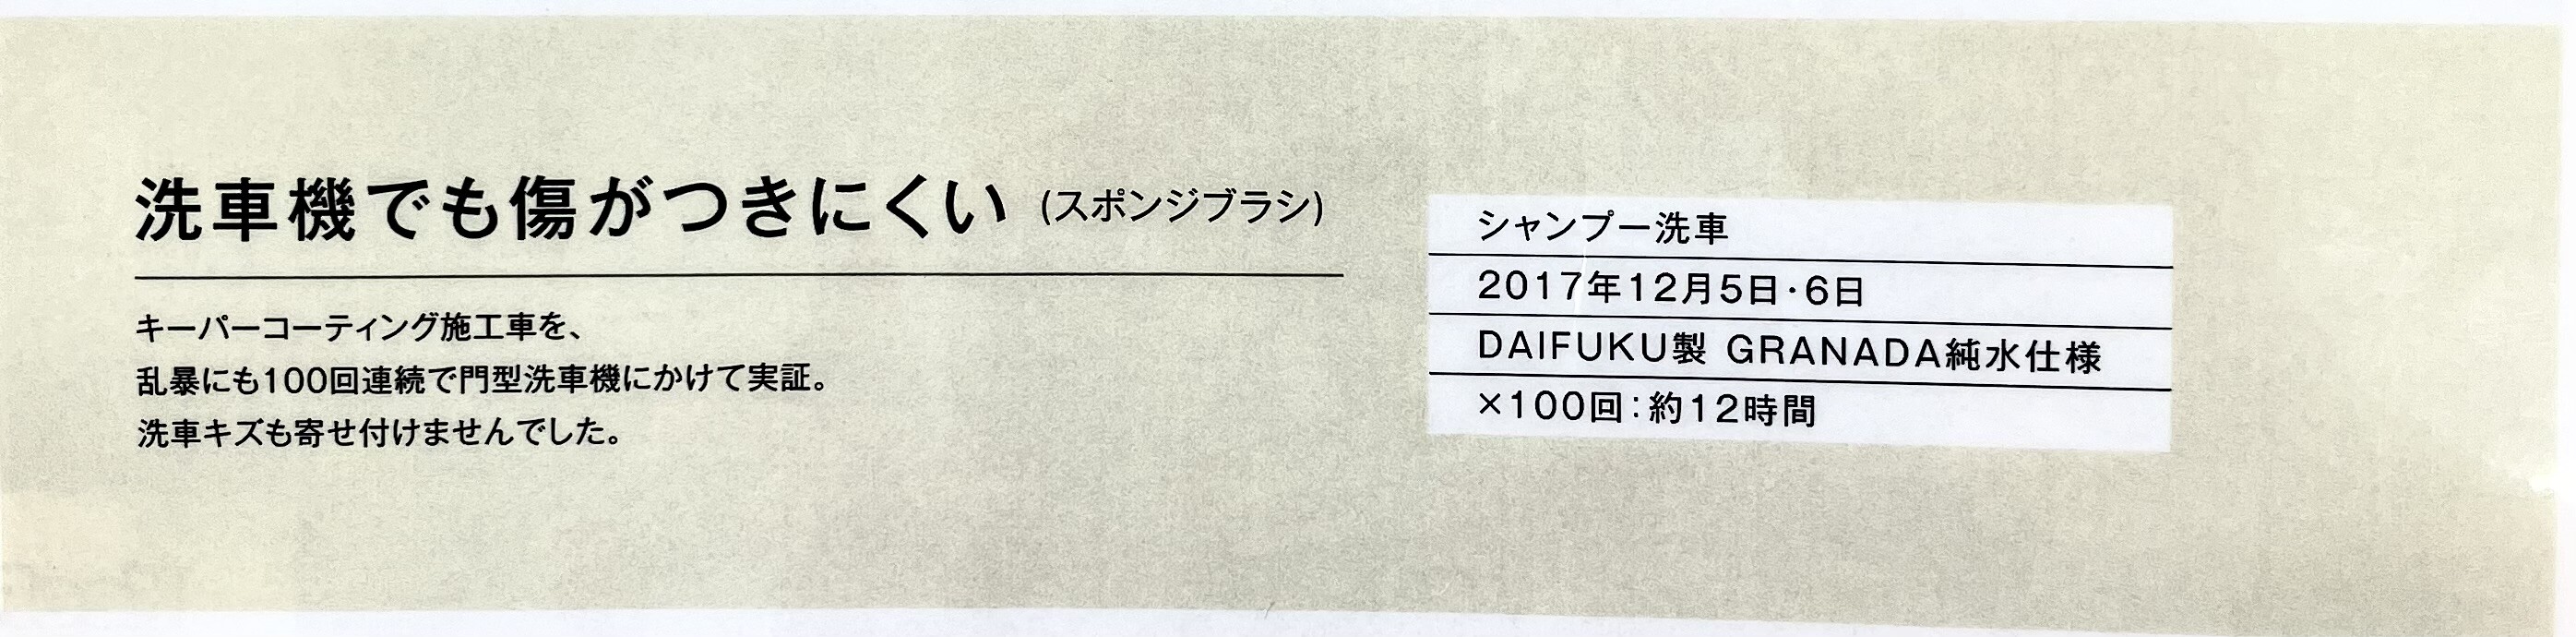 洗車機でも傷がつきにくい (スポンジブラシ)
キーパーコーティング施工車を、
乱暴にも100回連続で門型洗車機にかけて実証。
洗車キズも寄せ付けませんでした。
シャンプー洗車
2017年12月5日・6日
DAIFUKU製 GRANADA純水仕様
×100回：約12時間